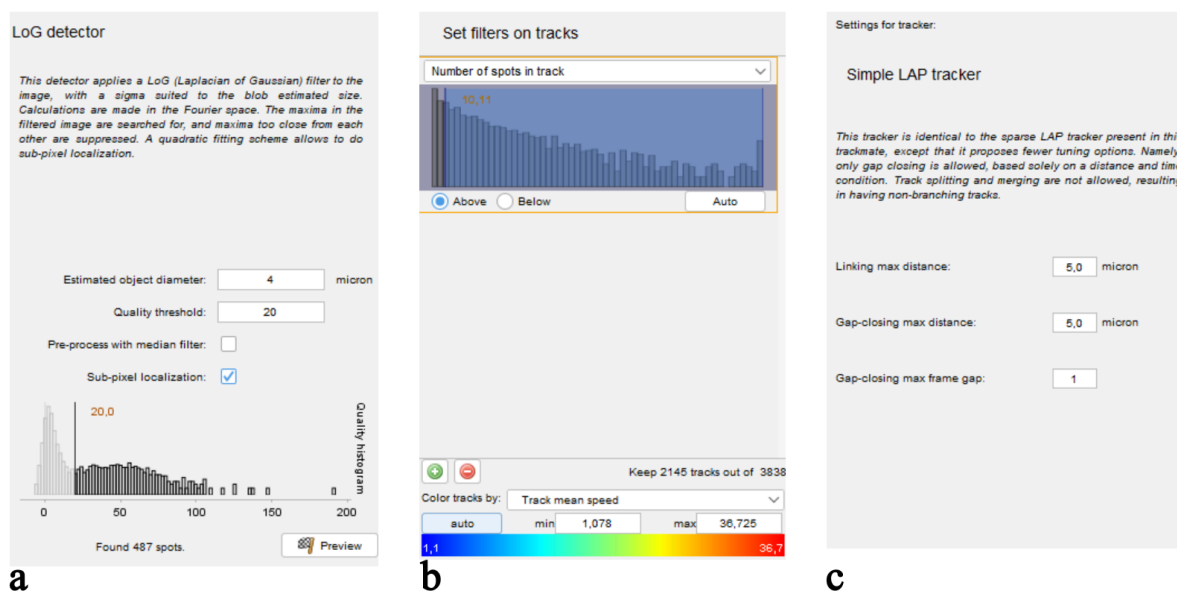 LoG detector
This detector applies a LoG (Laplacian of Gaussian) filter to the
image, with a sigma suited to the blob estimated size.
Calculations are made in the Fourier space. The maxima in the
filtered image are searched for, and maxima too close from each
other are suppressed. A quadratic fitting scheme allows to do
sub-pixel localization.
Estimated object diameter: 4 micron
Quality threshold: 20
Pre-process with median filter:
Sub-pixel localization:
20,0
Quality histogram
0 50 100 150 200
Found 487 spots. Preview
a
Set filters on tracks
Number of spots in track
10,11
Above Below Auto
Keep 2145 tracks out of 3838
Color tracks by: Track mean speed
auto min 1,078 max 36,725
1,1 36,7
b
Settings for tracker:
Simple LAP tracker
This tracker is identical to the sparse LAP tracker present in thi
trackmate, except that it proposes fewer tuning options. Namely
only gap closing is allowed, based solely on a distance and time
condition. Track splitting and merging are not allowed, resulting
in having non-branching tracks.
Linking max distance: 5,0 micron
Gap-closing max distance: 5,0 micron
Gap-closing max frame gap: 1
c